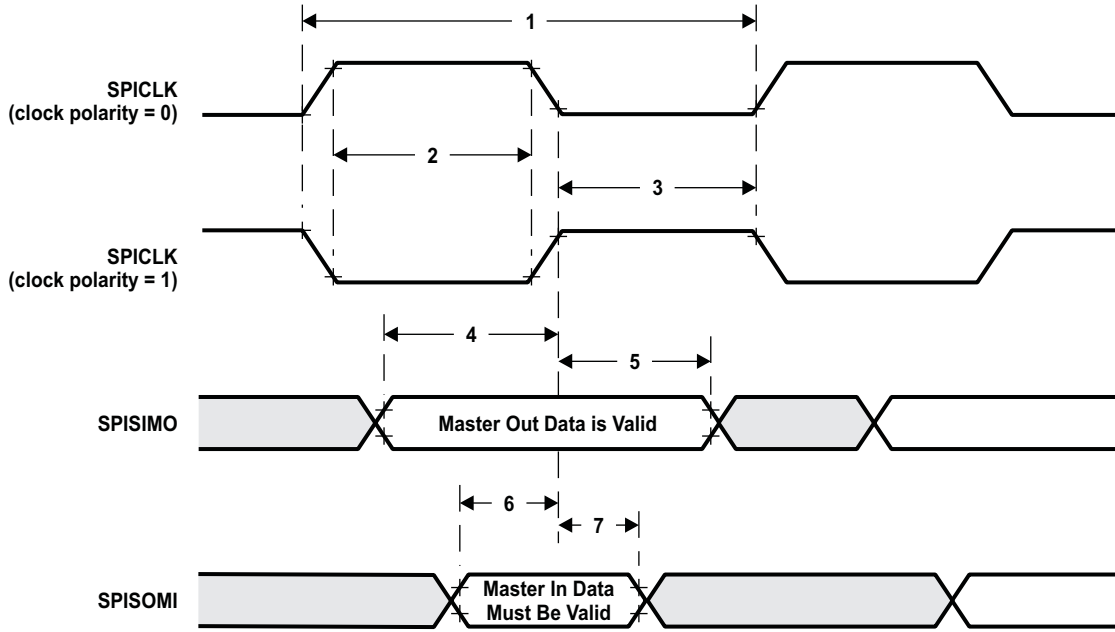 1
SPICLK
(clock polarity = 0)
2
3
SPICLK
(clock polarity = 1)
4
5
SPISIMO
Master Out Data is Valid
6
7
SPISOMI
Master In Data
Must Be Valid